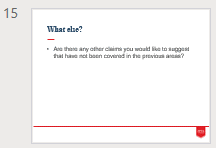 15
What else?
• Are there any other claims you would like to suggest
that have not been covered in the previous areas?